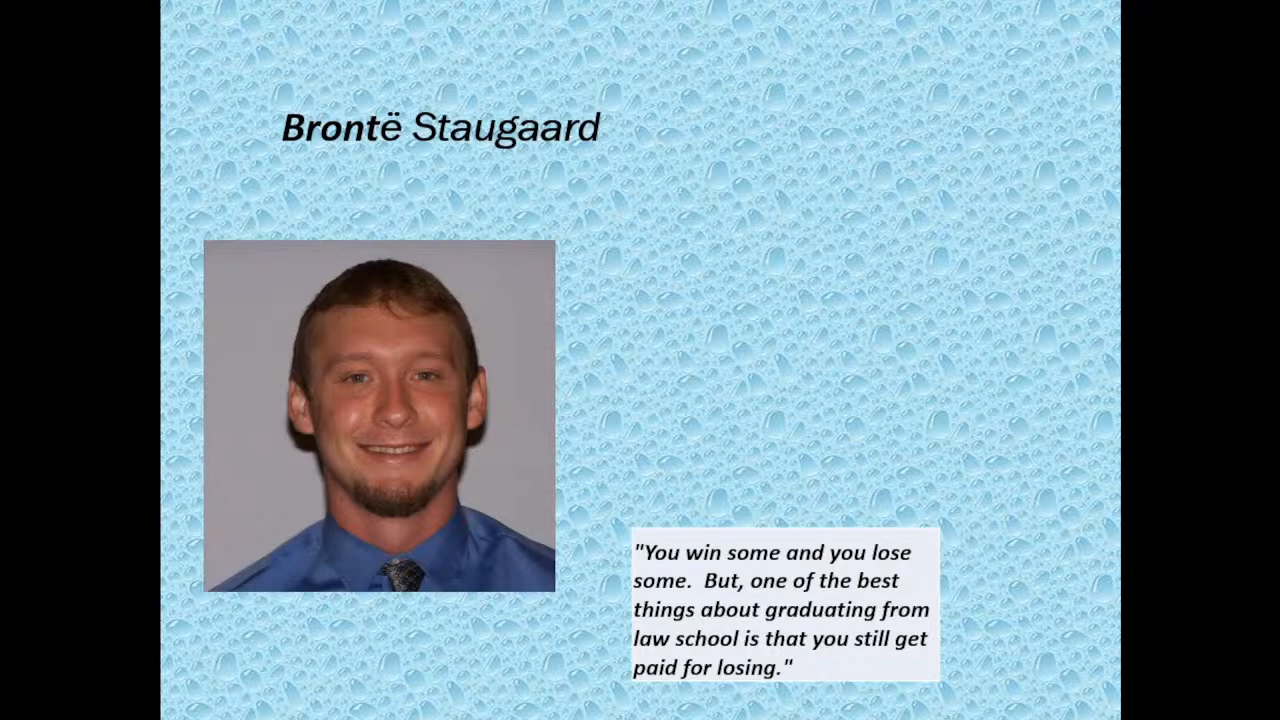 Brontë Staugaard
"You win some and you lose
some.  But, one of the best
things about graduating from
law school is that you still get
paid for losing."